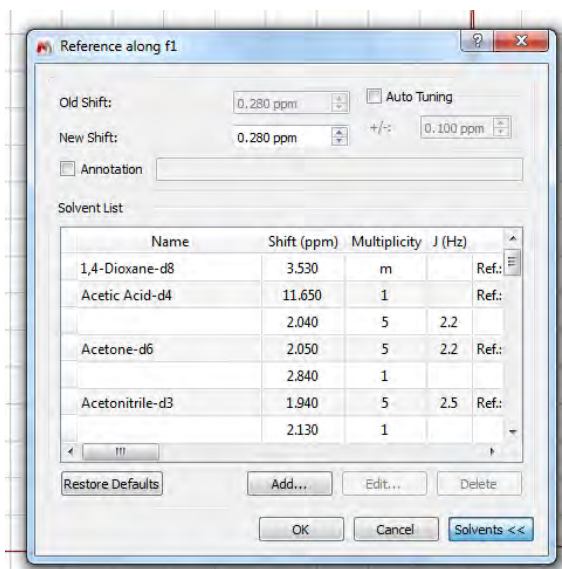 Reference along f1
Old Shift: 0.280 ppm Auto Tuning
New Shift: 0.280 ppm +/-: 0.100 ppm
Annotation
Solvent List
Name Shift (ppm) Multiplicity J (Hz)
1,4-Dioxane-d8 3.530 m Ref.:
Acetic Acid-d4 11.650 1 Ref.:
2.040 5 2.2
Acetone-d6 2.050 5 2.2 Ref.:
2.840 1
Acetonitrile-d3 1.940 5 2.5 Ref.:
2.130 1
Restore Defaults Add... Edit... Delete
OK Cancel Solvents <<